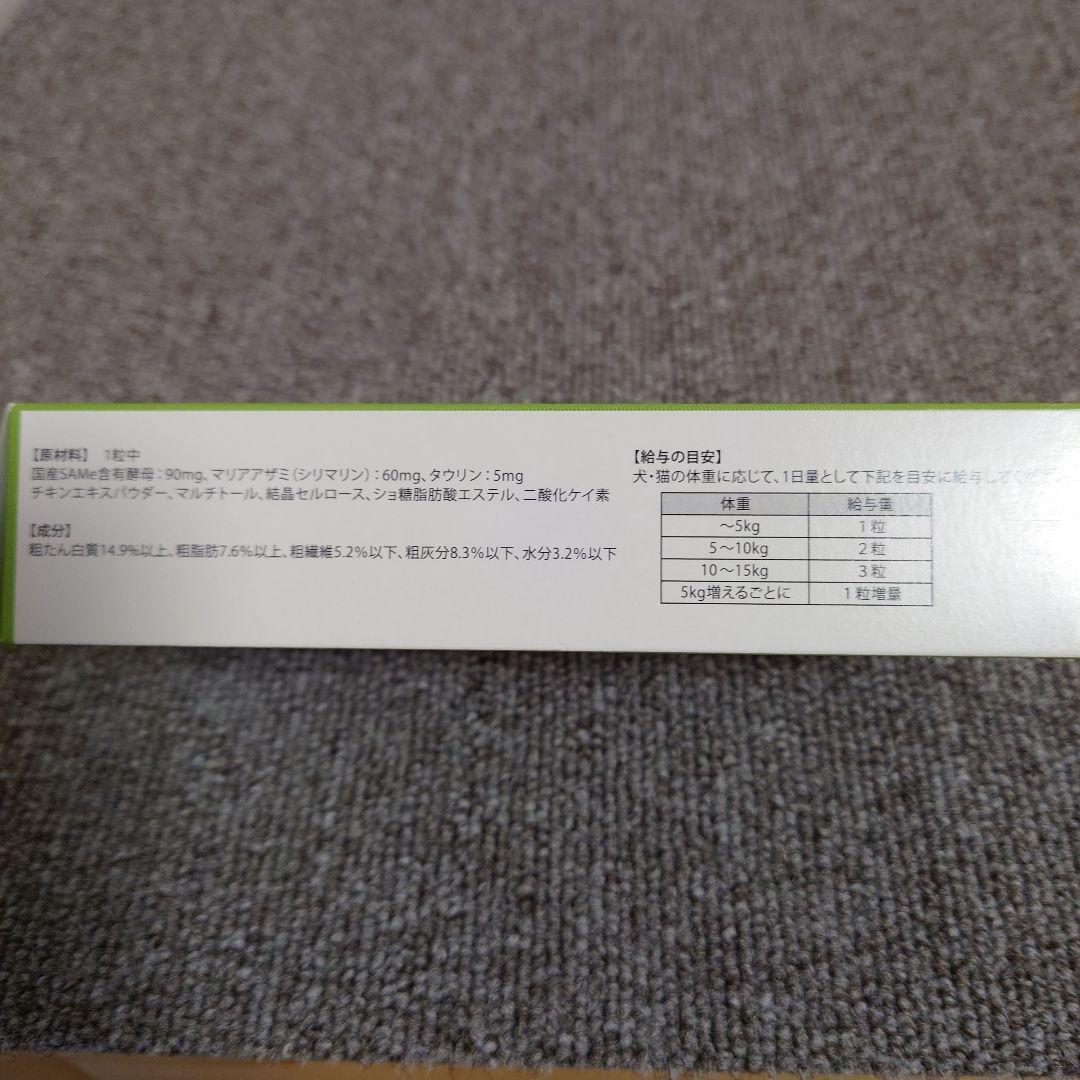 【原材料】 1粒中
国産SAMe含有酵母：90mg、マリアアザミ（シリマリン）：60mg、タウリン：5mg
チキンエキスパウダー、マルチトール、結晶セルロース、ショ糖脂肪酸エステル、二酸化ケイ素
【成分】
粗たん白質14.9%以上、粗脂肪7.6%以上、粗繊維5.2%以下、粗灰分8.3%以下、水分3.2%以下
【給与の目安】
犬・猫の体重に応じて、1日量として下記を目安に給与してください
体重 給与量
〜5kg 1粒
5〜10kg 2粒
10〜15kg 3粒
5kg増えるごとに 1粒増量